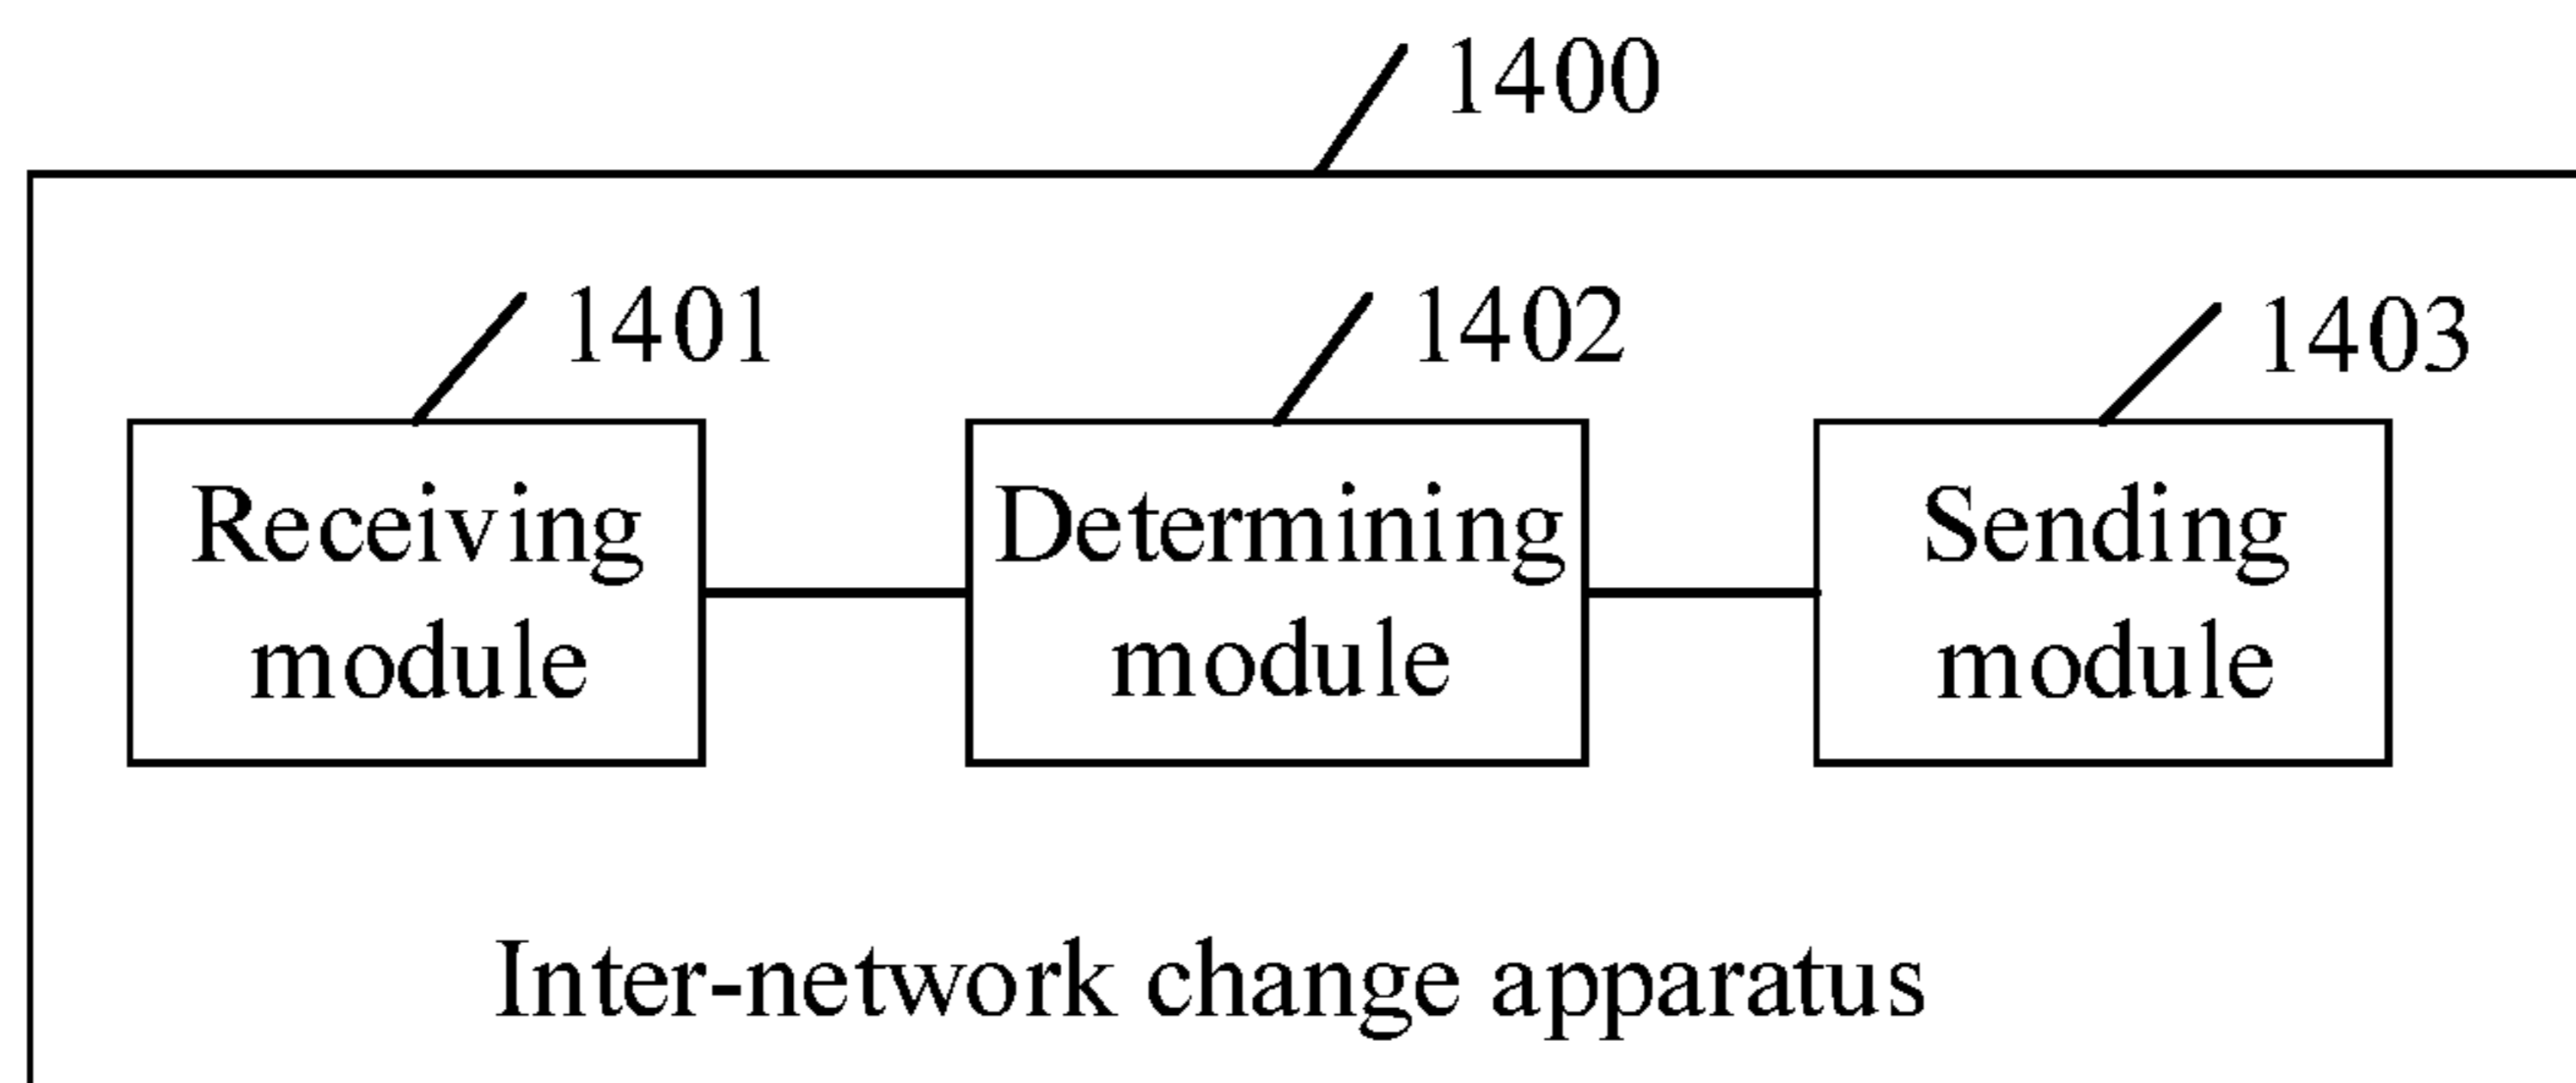 1400
1401
1402
1403
Receiving
module
Determining
module
Sending
module
Inter-network change apparatus